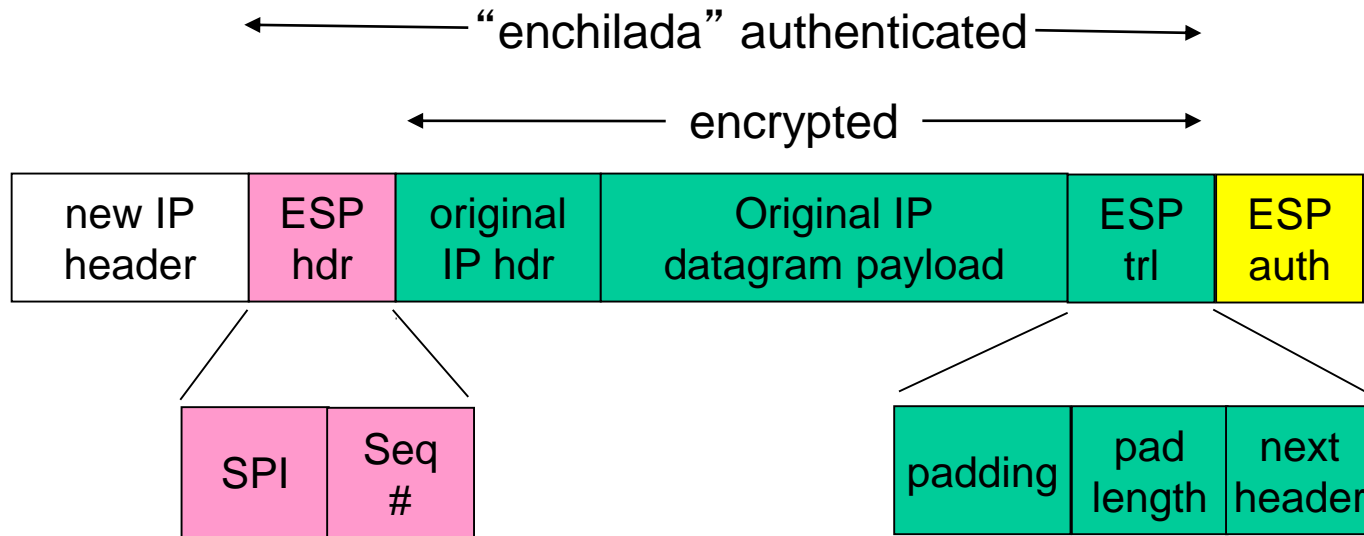 “enchilada” authenticated
encrypted
new IP
header
ESP
hdr
original
IP hdr
Original IP
datagram payload
ESP
trl
ESP
auth
SPI
Seq
#
padding
pad
length
next
header